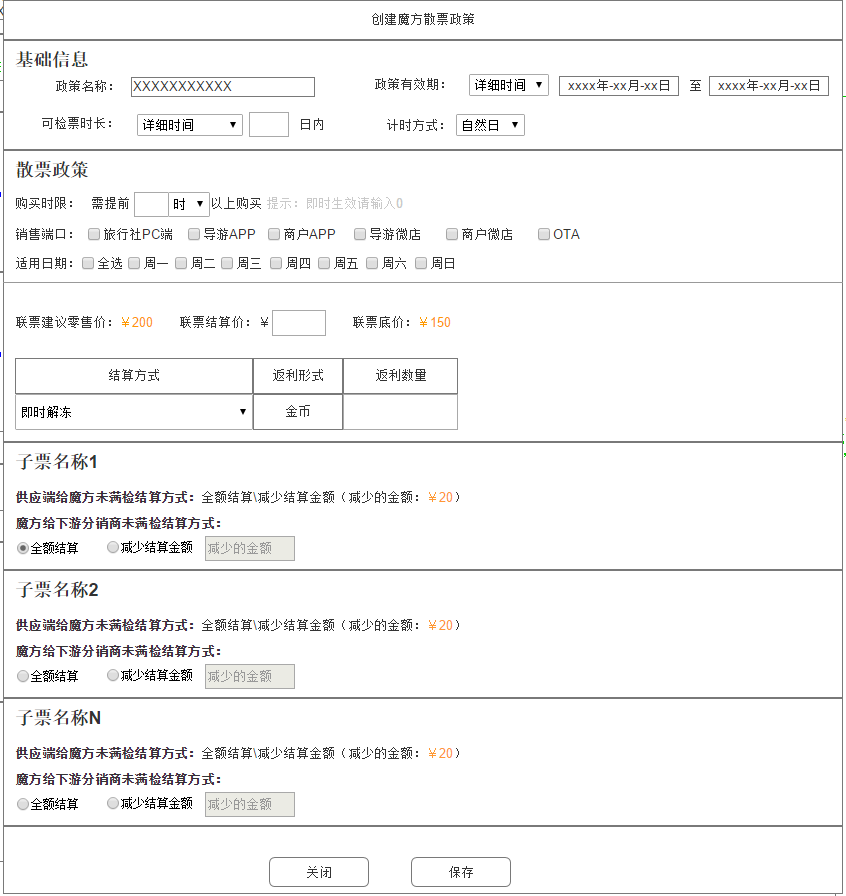 创建魔方散票政策
基础信息
政策名称： XXXXXXXXXXX 政策有效期： 详细时间 xxxx年-xx月-xx日 至 xxxx年-xx月-xx日
可检票时长： 详细时间 日内 计时方式： 自然日
散票政策
购买时限： 需提前 时 以上购买 提示：即时生效请输入0
销售端口： 旅行社PC端 导游APP 商户APP 导游微店 商户微店 OTA
适用日期： 全选 周一 周二 周三 周四 周五 周六 周日
联票建议零售价：￥200 联票结算价：￥ 联票底价：￥150
结算方式 返利形式 返利数量
即时解冻 金币
子票名称1
供应端给魔方未满检结算方式：全额结算\减少结算金额（减少的金额：￥20）
魔方给下游分销商未满检结算方式：
全额结算 减少结算金额 减少的金额
子票名称2
供应端给魔方未满检结算方式：全额结算\减少结算金额（减少的金额：￥20）
魔方给下游分销商未满检结算方式：
全额结算 减少结算金额 减少的金额
子票名称N
供应端给魔方未满检结算方式：全额结算\减少结算金额（减少的金额：￥20）
魔方给下游分销商未满检结算方式：
全额结算 减少结算金额 减少的金额
关闭 保存